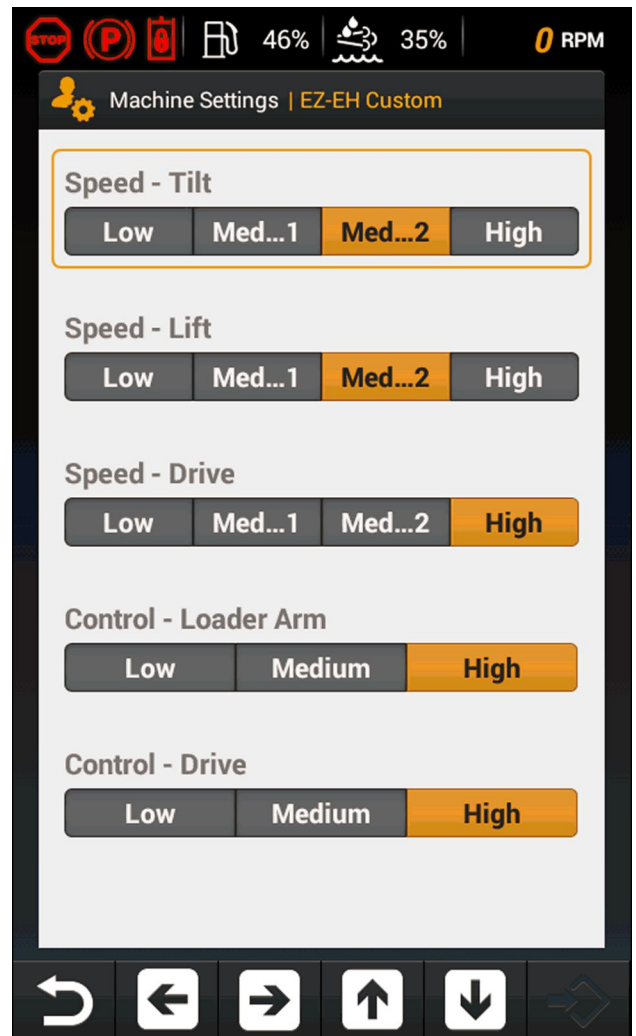 STOP P 46% 35% 0 RPM
Machine Settings | EZ-EH Custom
Speed - Tilt
Low Med...1 Med...2 High
Speed - Lift
Low Med...1 Med...2 High
Speed - Drive
Low Med...1 Med...2 High
Control - Loader Arm
Low Medium High
Control - Drive
Low Medium High